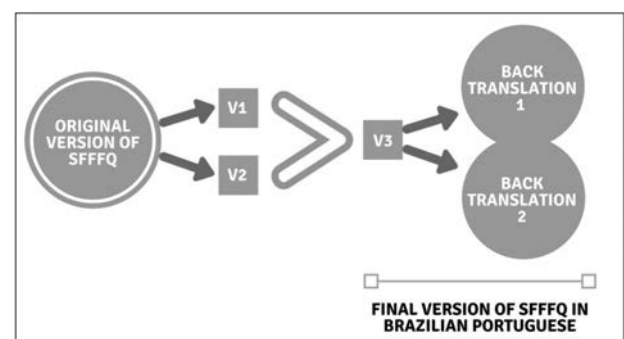 ORIGINAL
VERSION OF
SFFFQ
V1
V2
V3
BACK
TRANSLATION
1
BACK
TRANSLATION
2
FINAL VERSION OF SFFFQ IN
BRAZILIAN PORTUGUESE